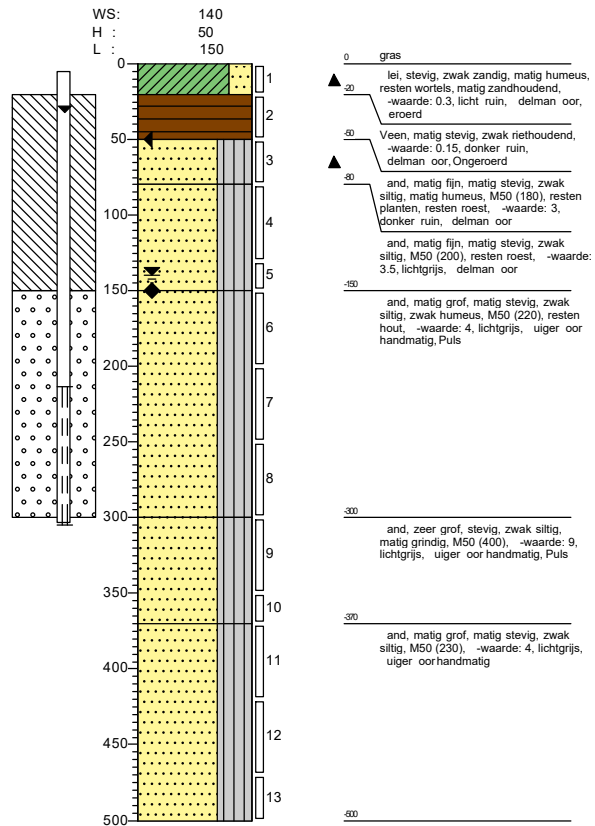 WS: 140
H : 50
L : 150
0
50
100
150
200
250
300
350
400
450
500
1
2
3
4
5
6
7
8
9
10
11
12
13
0 gras
lei, stevig, zwak zandig, matig humeus,
resten wortels, matig zandhoudend,
-waarde: 0.3, licht ruin, delman oor,
eroerd
-20
Veen, matig stevig, zwak riethoudend,
-waarde: 0.15, donker ruin,
delman oor, Ongeroerd
-50
and, matig fijn, matig stevig, zwak
siltig, matig humeus, M50 (180), resten
planten, resten roest, -waarde: 3,
donker ruin, delman oor
-80
and, matig fijn, matig stevig, zwak
siltig, M50 (200), resten roest, -waarde:
3.5, lichtgrijs, delman oor
-150
and, matig grof, matig stevig, zwak
siltig, zwak humeus, M50 (220), resten
hout, -waarde: 4, lichtgrijs, uiger oor
handmatig, Puls
-300
and, zeer grof, stevig, zwak siltig,
matig grindig, M50 (400), -waarde: 9,
lichtgrijs, uiger oor handmatig, Puls
-370
and, matig grof, matig stevig, zwak
siltig, M50 (230), -waarde: 4, lichtgrijs,
uiger oor handmatig
-500